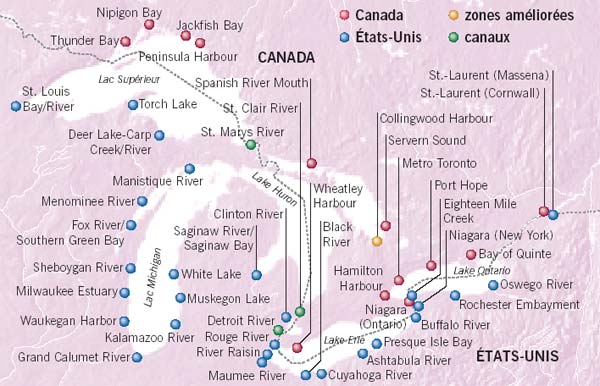 Nipigon Bay
Jackfish Bay
Thunder Bay
Peninsula Harbour
Canada
États-Unis
zones améliorées
canaux
CANADA
Lac Supérieur
Spanish River Mouth
St.-Laurent (Massena)
St.-Laurent (Cornwall)
St. Louis
Bay/River
Torch Lake
St. Clair River
Collingwood Harbour
Deer Lake-Carp
Creek/River
St. Marys River
Servern Sound
Metro Toronto
Manistique River
Lake Huron
Wheatley
Harbour
Port Hope
Menominee River
Clinton River
Eighteen Mile
Creek
Fox River/
Southern Green Bay
Saginaw River/
Saginaw Bay
Black
River
Niagara (New York)
Bay of Quinte
Sheboygan River
Lac Michigan
White Lake
Hamilton
Harbour
Lake Ontario
Oswego River
Milwaukee Estuary
Muskegon Lake
Niagara
(Ontario)
Rochester Embayment
Waukegan Harbor
Kalamazoo River
Detroit River
Rouge River
Buffalo River
Lake Erie
Presque Isle Bay
Grand Calumet River
River Raisin
Ashtabula River
ÉTATS-UNIS
Maumee River
Cuyahoga River